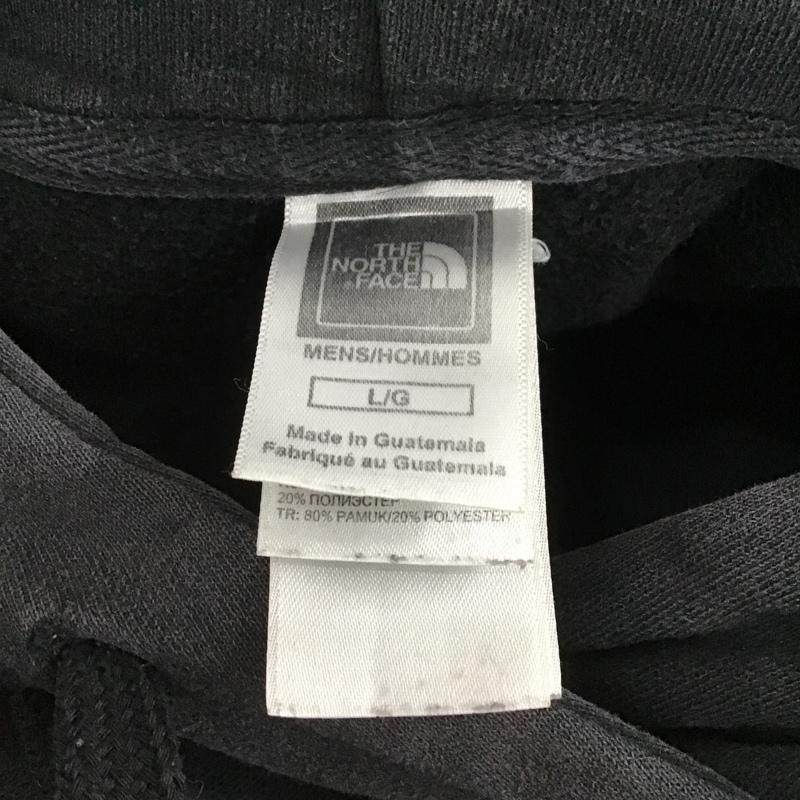 THE
NORTH
FACE
MENS/HOMMES
L/G
Made in Guatemala
Fabriqué au Guatemala
20% ПОЛИЭСТЕР
TR: 80% PAMUK/20% POLYESTER